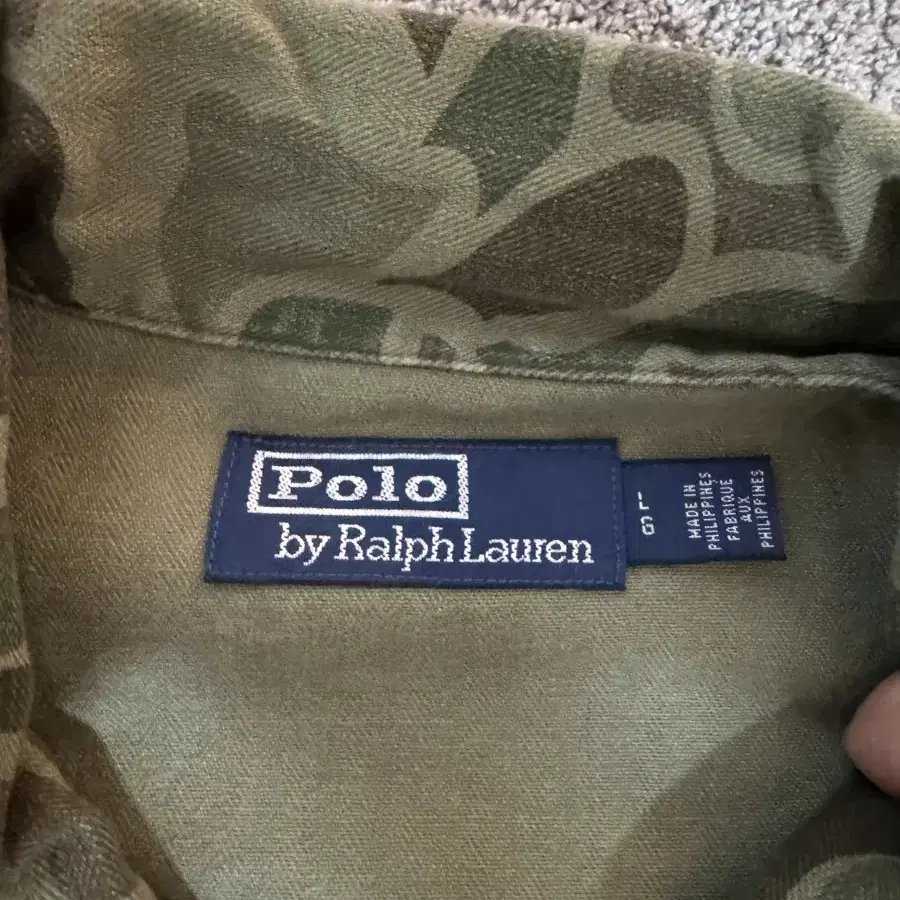 Polo
by Ralph Lauren
L
G
MADE IN
PHILIPPINES
FABRIQUE
AUX
PHILIPPINES